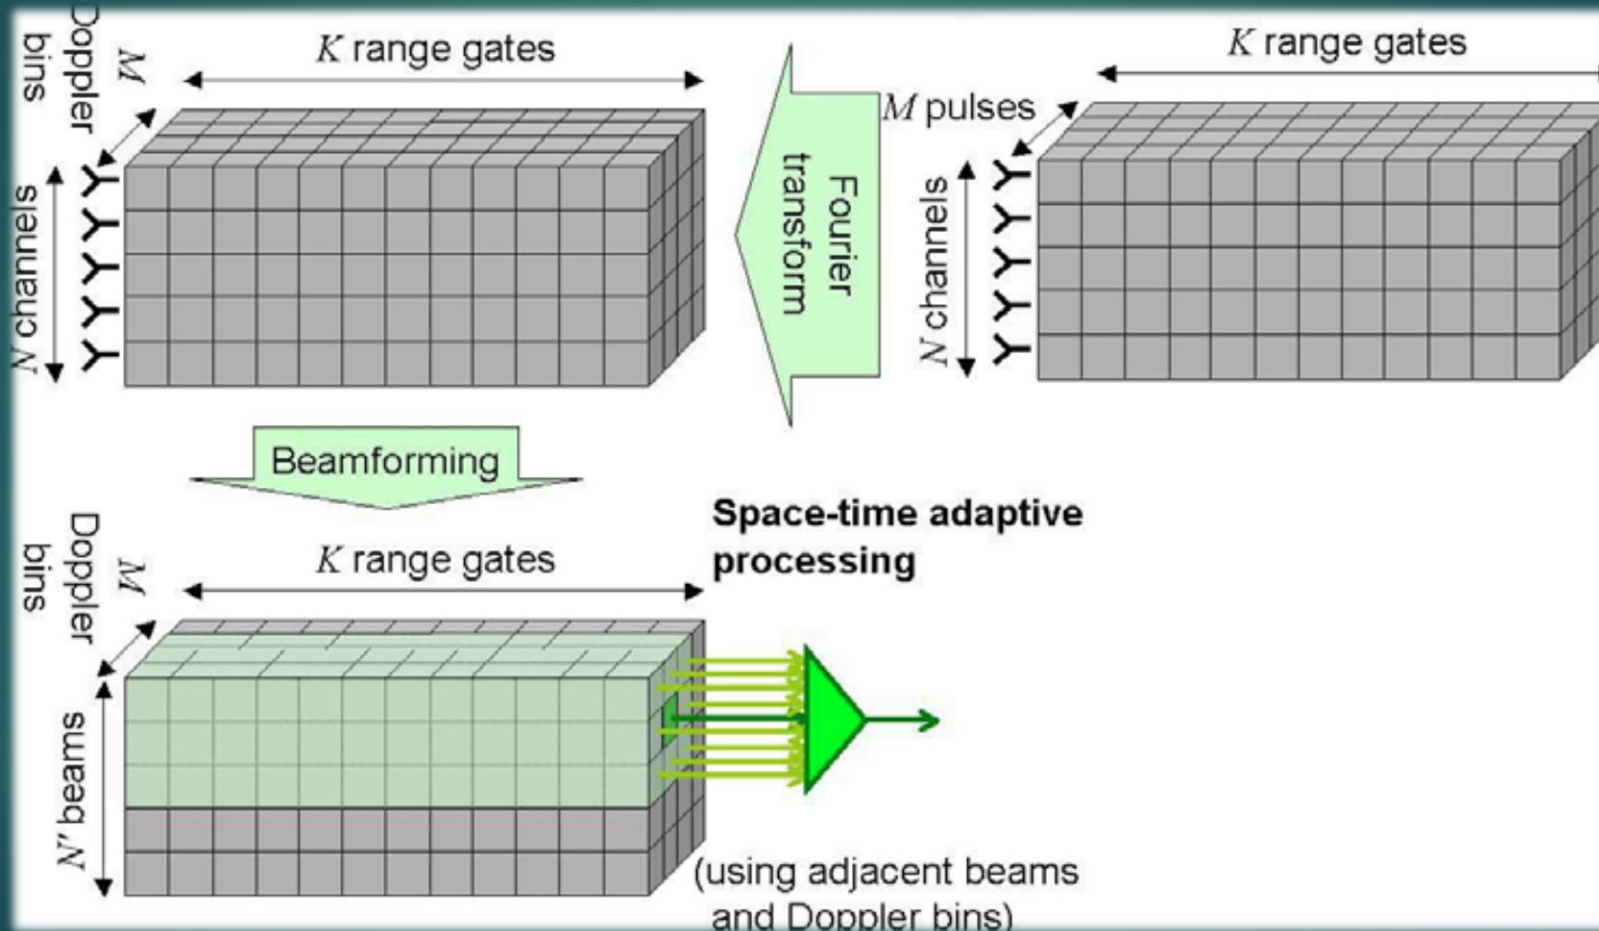 Doppler
bins
M
K range gates
N channels
Fourier
transform
K range gates
M pulses
N channels
Beamforming
Space-time adaptive
processing
Doppler
bins
M
K range gates
N' beams
(using adjacent beams
and Doppler bins)